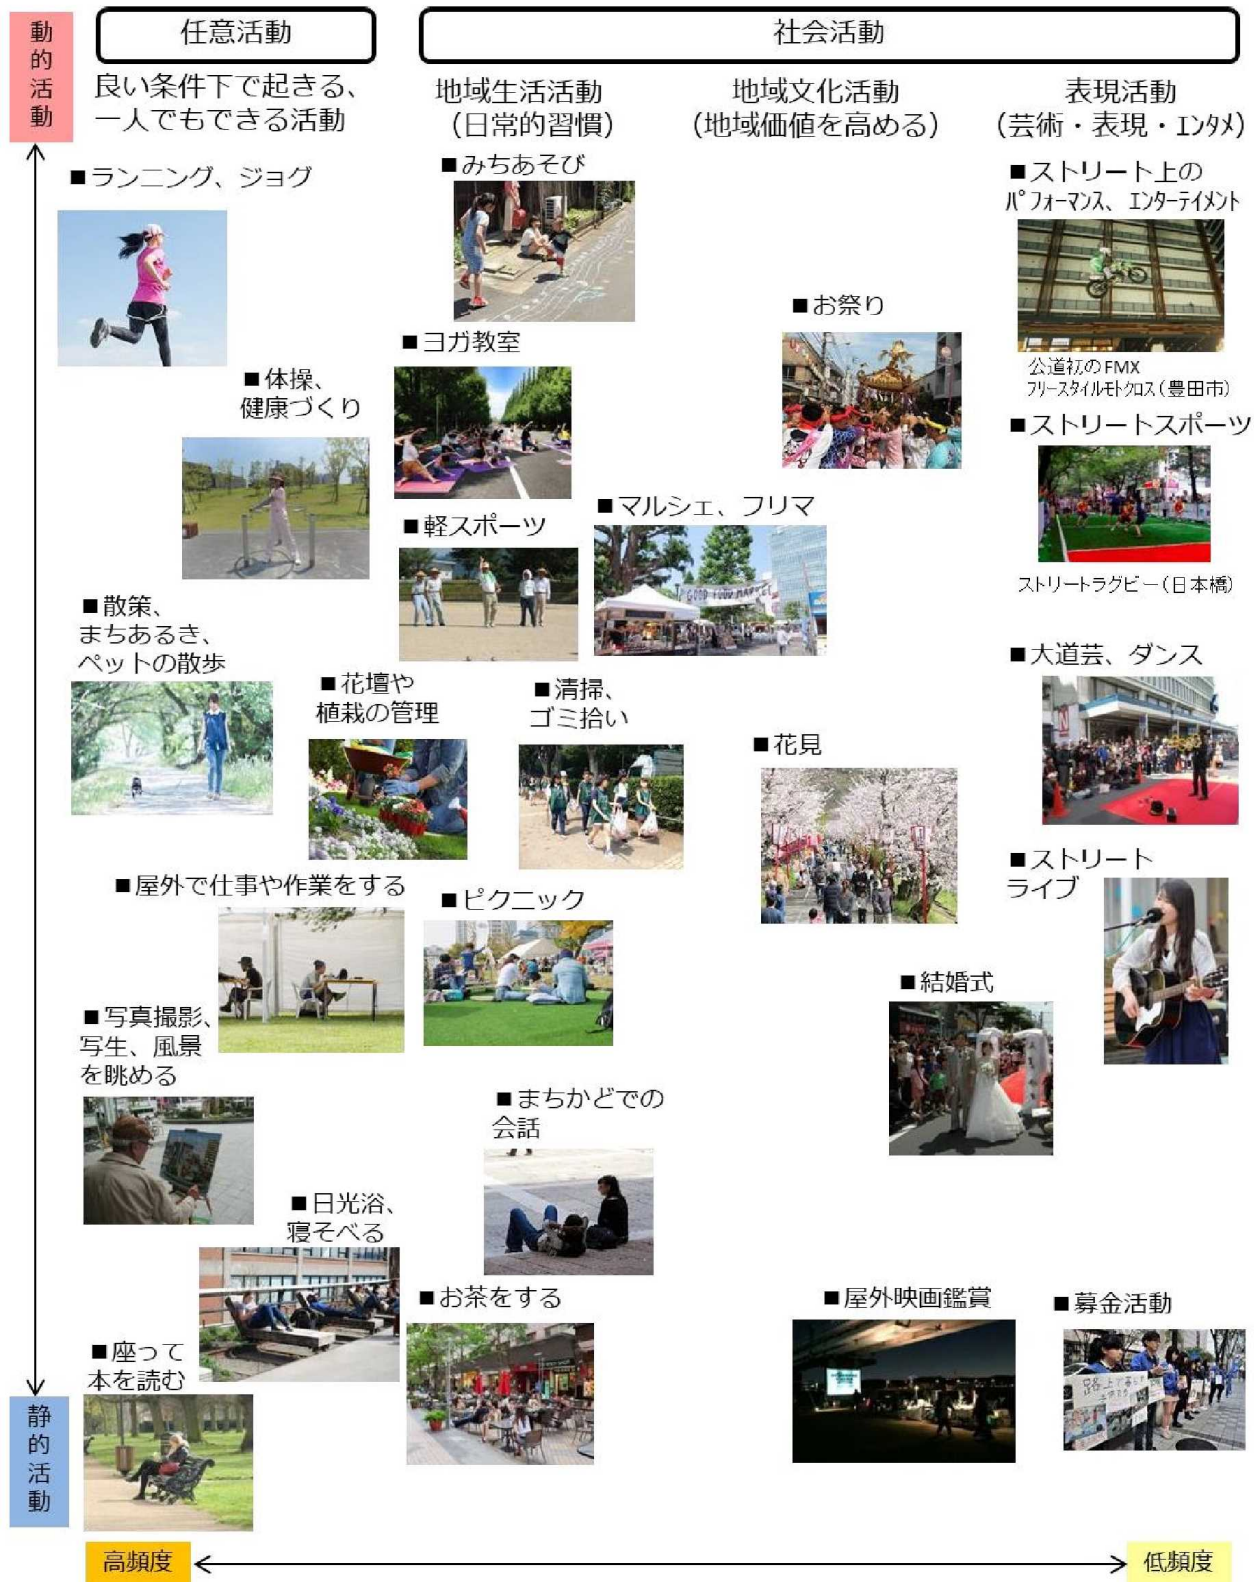 動的活動
任意活動
社会活動
良い条件下で起きる、
一人でもできる活動
地域生活活動
（日常的習慣）
地域文化活動
（地域価値を高める）
表現活動
（芸術・表現・エンタメ）
■ランニング、ジョグ
■みちあそび
■ストリート上の
パフォーマンス、エンターテイメント
公道初のFMX
フリースタイルモトクロス（豊田市）
■お祭り
■ヨガ教室
■体操、
健康づくり
■ストリートスポーツ
ストリートラグビー（日本橋）
■マルシェ、フリマ
GOOD FOOD MARKET
■軽スポーツ
■散策、
まちあるき、
ペットの散歩
■大道芸、ダンス
■花壇や
植栽の管理
■清掃、
ゴミ拾い
■花見
■ストリート
ライブ
■屋外で仕事や作業をする
■ピクニック
■結婚式
■写真撮影、
写生、風景
を眺める
■まちかどでの
会話
■日光浴、
寝そべる
■お茶をする
■屋外映画鑑賞
■募金活動
■座って
本を読む
静的活動
高頻度
低頻度